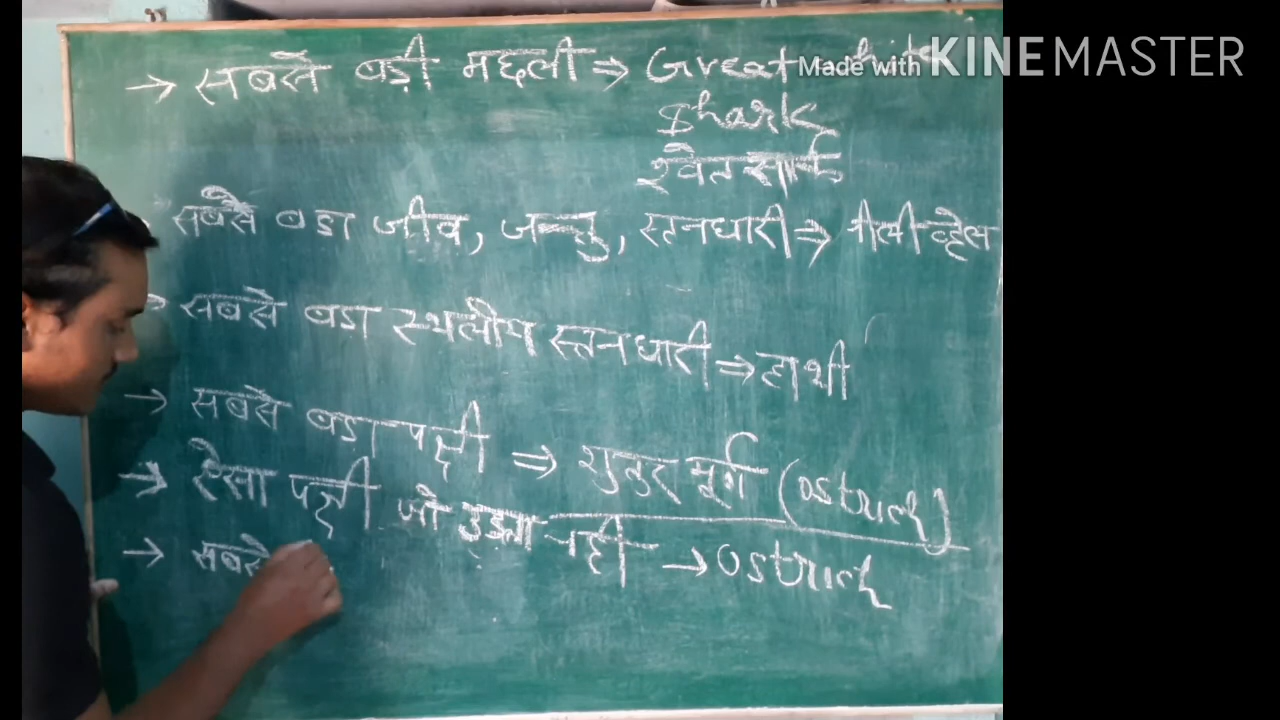 → सबसे बड़ी मछली ⇒ Great white
Shark
श्वेत सार्क
सबसे बडा जीव, जन्तु, स्तनधारी ⇒ नीली व्हेल
→ सबसे बडा स्थलीय स्तनधारी ⇒ हाथी
→ सबसे बडा पक्षी ⇒ शुतुर मूर्ग (ostrich)
→ ऐसा पक्षी जो उड़ता नही → ostrich
→ सबसे
Made with KINEMASTER